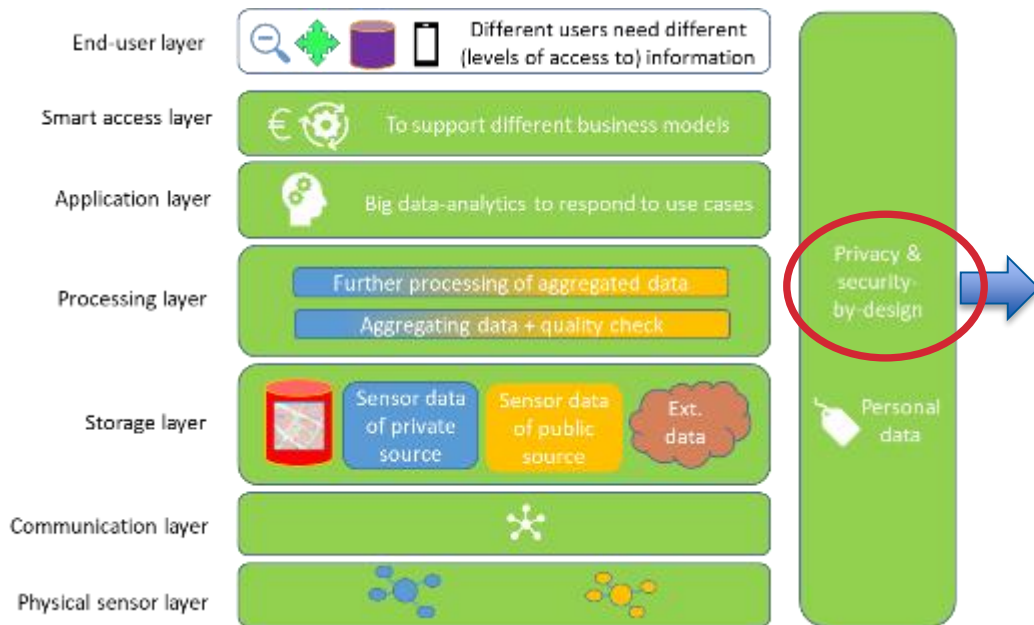 End-user layer
Different users need different
(levels of access to) information
Smart access layer
€
To support different business models
Application layer
Big data-analytics to respond to use cases
Processing layer
Further processing of aggregated data
Aggregating data + quality check
Privacy &
security-
by-design
Storage layer
Sensor data
of private
source
Sensor data
of public
source
Ext.
data
Personal
data
Communication layer
Physical sensor layer